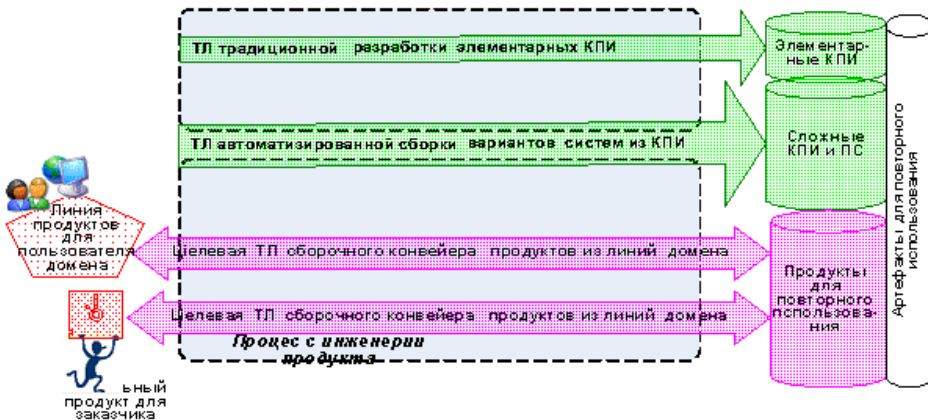 ТЛ традиционной разработки элементарных КПИ
Элементар-
ные КПИ
ТЛ автоматизированной сборки вариантов систем из КПИ
Сложные
КПИ и ПС
Артефакты для повторного
использования
Линия
продуктов
для
пользователя
домена
Целевая ТЛ сборочного конвейера продуктов из линий домена
Продукты
для
повторного
пспользова-
ния
Целевая ТЛ сборочного конвейера продуктов из линий домена
Процес с инженерии
продукта
ьный
продукт для
заказчика